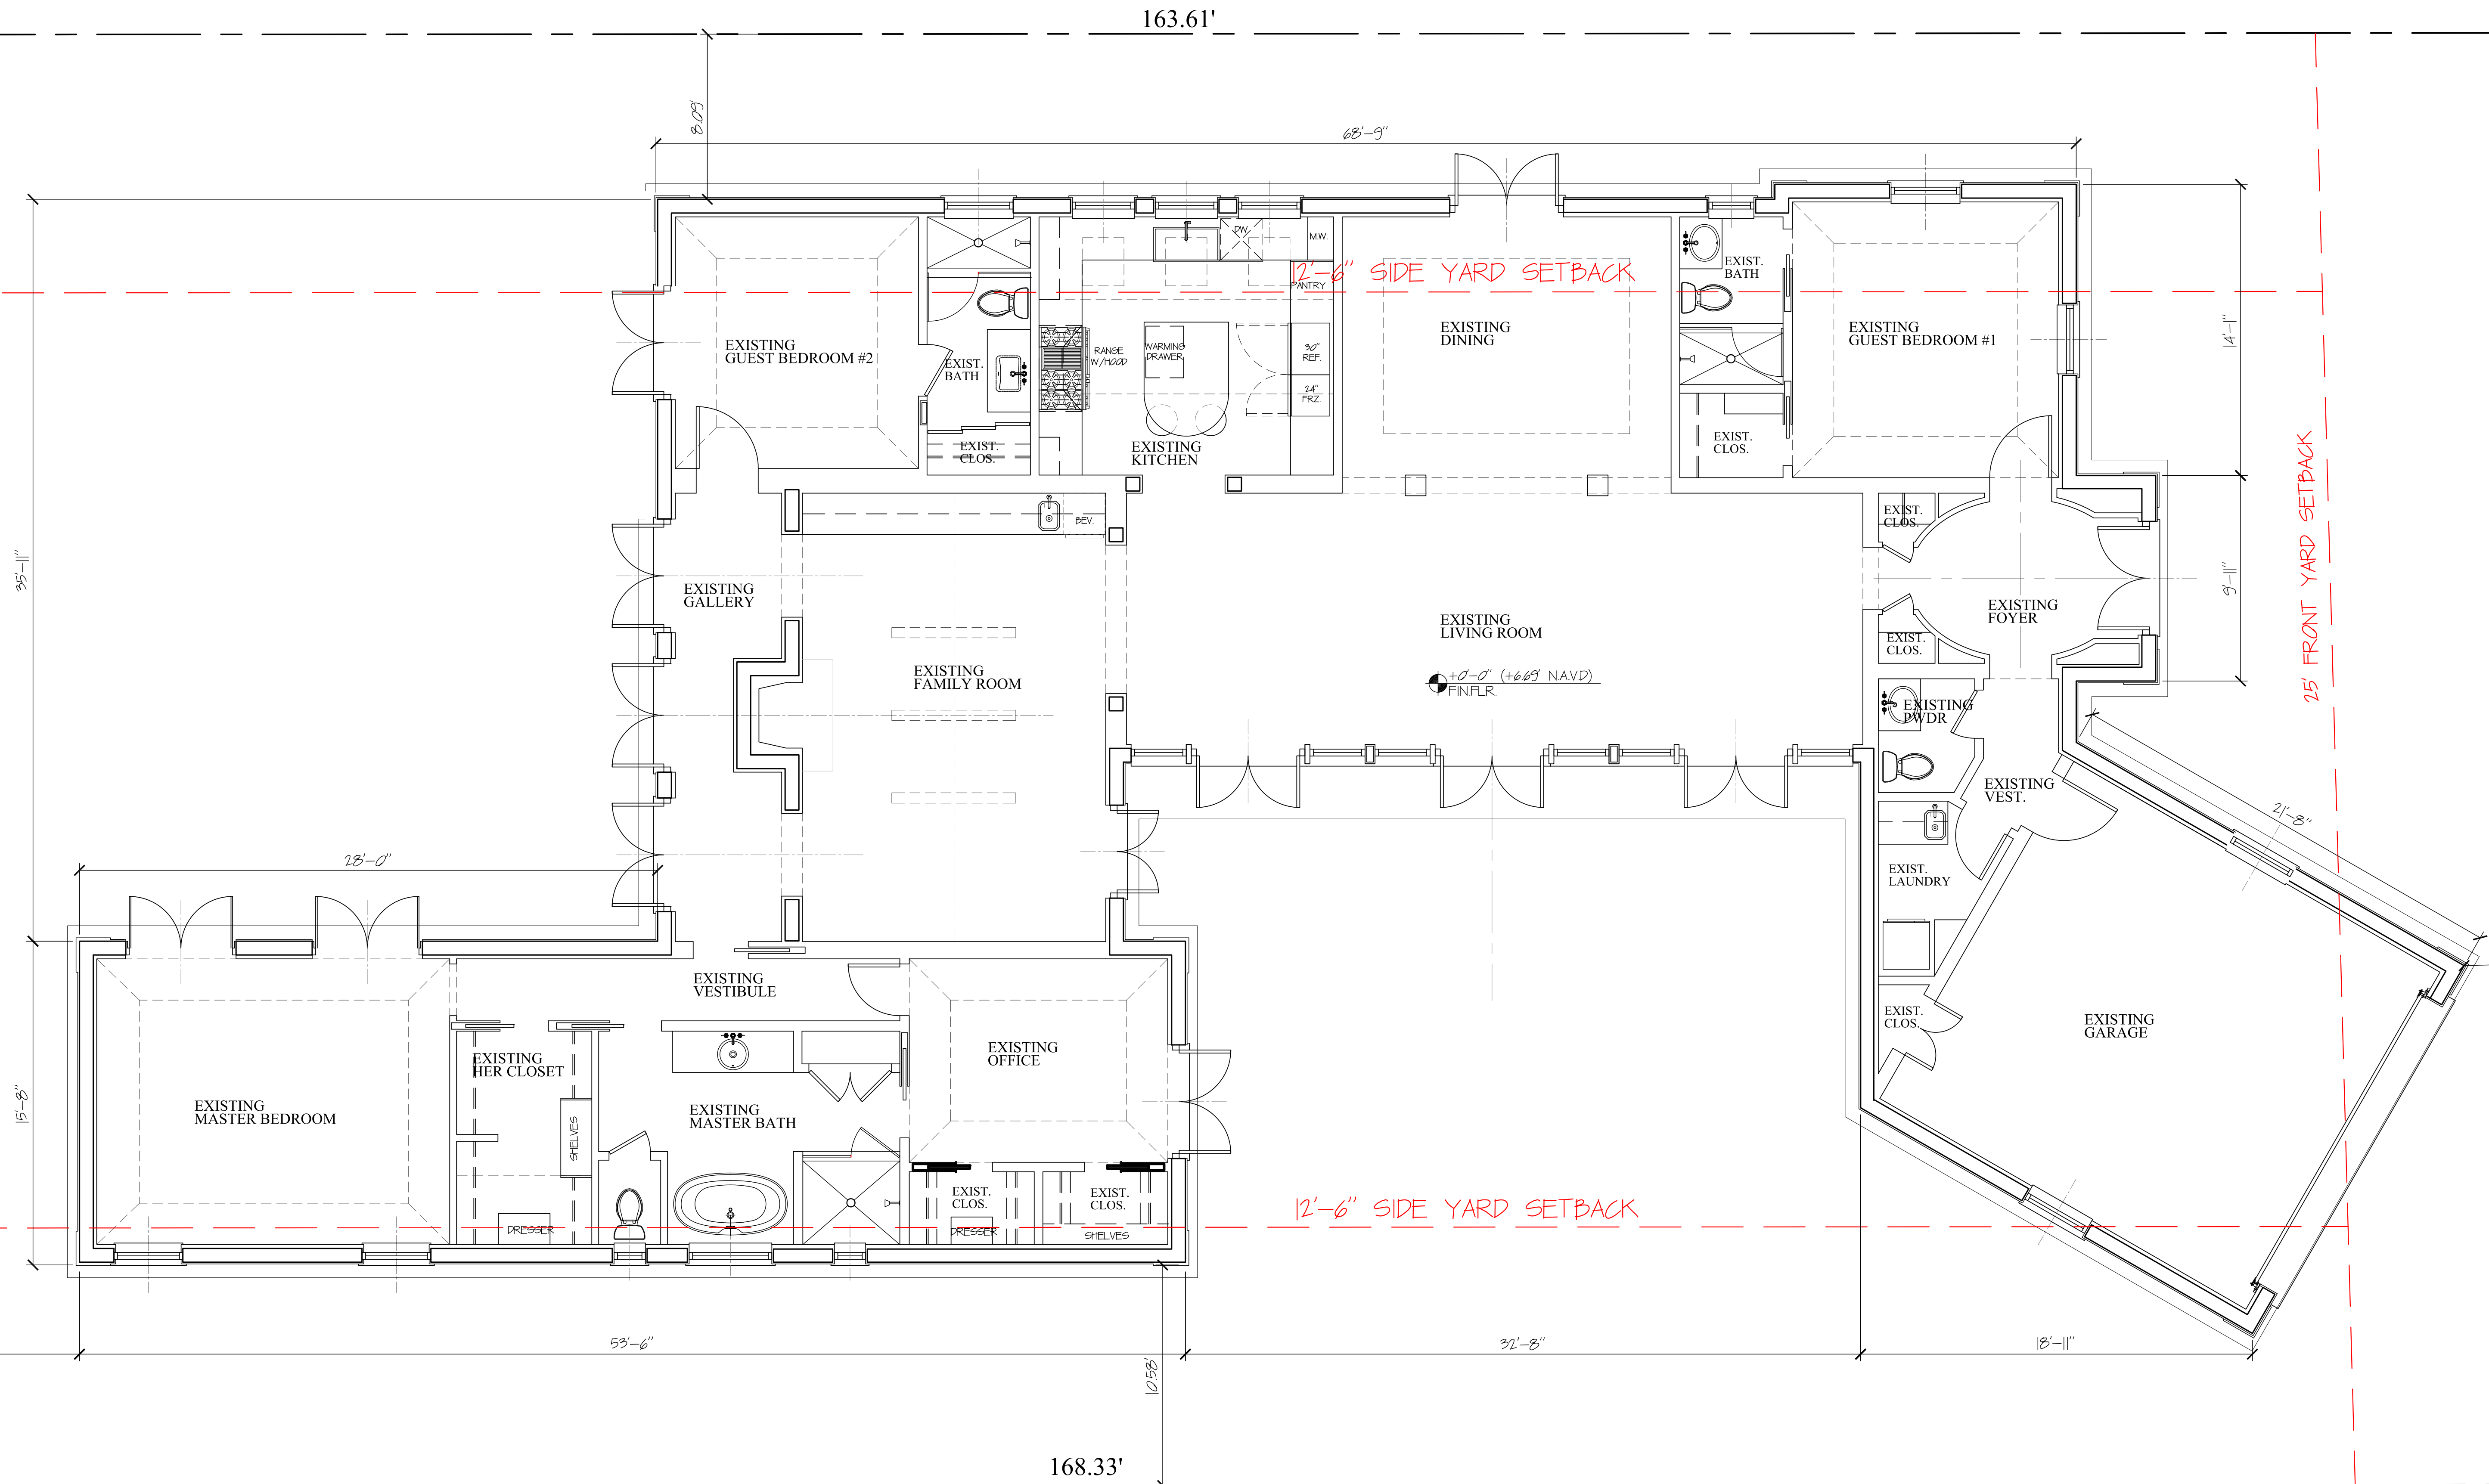 163.61'
8.09'
68'-9"
DW.
M.W.
12'-6" SIDE YARD SETBACK
PANTRY
EXIST.
BATH
EXISTING
GUEST BEDROOM #2
EXIST.
BATH
RANGE
W/HOOD
WARMING
DRAWER
30"
REF.
24"
FRZ.
EXISTING
DINING
EXISTING
GUEST BEDROOM #1
14'-1"
EXIST.
CLOS.
EXISTING
KITCHEN
EXIST.
CLOS.
25' FRONT YARD SETBACK
BEV.
EXIST.
CLOS.
35'-11"
EXISTING
GALLERY
9'-11"
EXISTING
FOYER
EXISTING
LIVING ROOM
EXIST.
CLOS.
EXISTING
FAMILY ROOM
+0'-0" (+6.69' N.A.V.D)
FIN.FLR.
EXISTING
PWDR
EXISTING
VEST.
21'-8"
28'-0"
EXIST.
LAUNDRY
EXISTING
VESTIBULE
EXIST.
CLOS.
EXISTING
GARAGE
EXISTING
HER CLOSET
EXISTING
OFFICE
15'-8"
EXISTING
MASTER BEDROOM
SHELVES
EXISTING
MASTER BATH
EXIST.
CLOS.
EXIST.
CLOS.
12'-6" SIDE YARD SETBACK
DRESSER
DRESSER
SHELVES
53'-6"
32'-8"
18'-11"
10.58'
168.33'